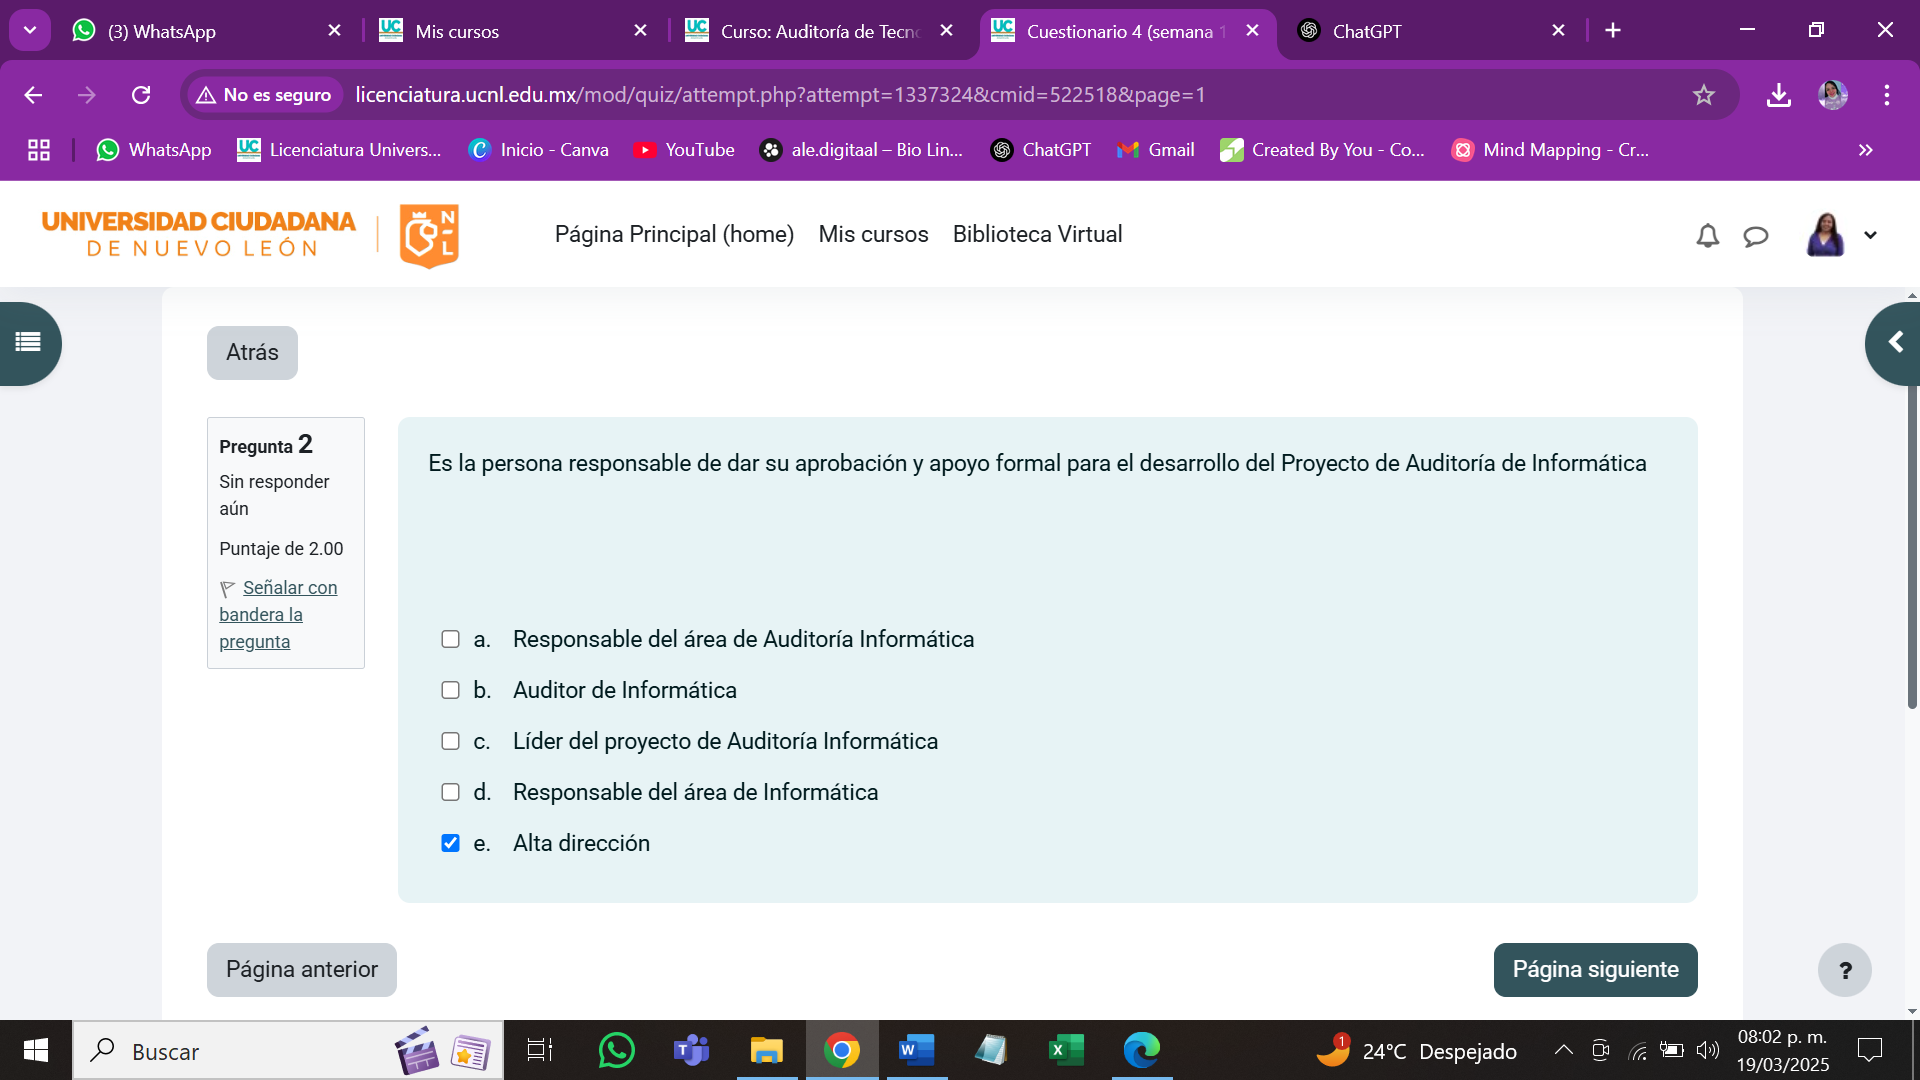 (3) WhatsApp
Mis cursos
Curso: Auditoría de Tecno
Cuestionario 4 (semana 1
ChatGPT
No es seguro
licenciatura.ucnl.edu.mx/mod/quiz/attempt.php?attempt=1337324&cmid=522518&page=1
WhatsApp
Licenciatura Univers...
Inicio - Canva
YouTube
ale.digitaal – Bio Lin...
ChatGPT
Gmail
Created By You - Co...
Mind Mapping - Cr...
UNIVERSIDAD CIUDADANA
DE NUEVO LEÓN
Página Principal (home)
Mis cursos
Biblioteca Virtual
Atrás
Pregunta 2
Sin responder
aún
Puntaje de 2.00
Señalar con
bandera la
pregunta
Es la persona responsable de dar su aprobación y apoyo formal para el desarrollo del Proyecto de Auditoría de Informática
a. Responsable del área de Auditoría Informática
b. Auditor de Informática
c. Líder del proyecto de Auditoría Informática
d. Responsable del área de Informática
e. Alta dirección
Página anterior
Página siguiente
?
Buscar
1
24°C Despejado
08:02 p. m.
19/03/2025